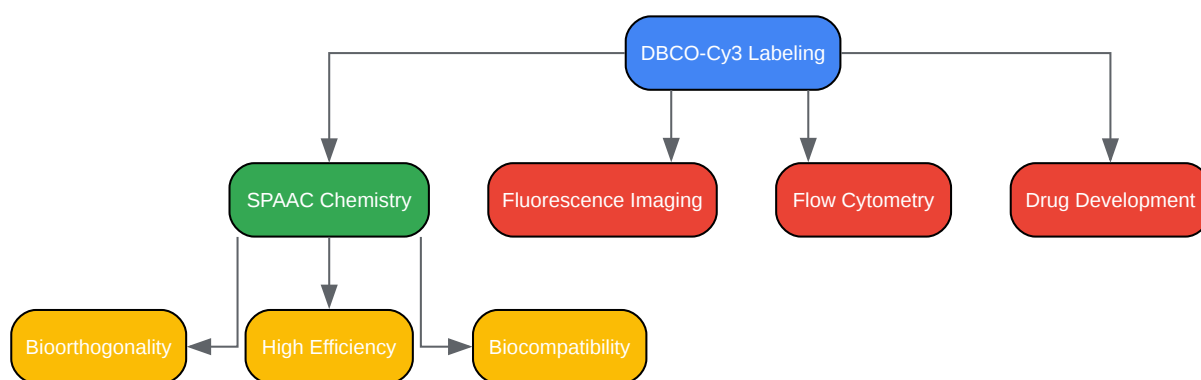 DBCO-Cy3 Labeling
SPAAC Chemistry
Fluorescence Imaging
Flow Cytometry
Drug Development
Bioorthogonality
High Efficiency
Biocompatibility